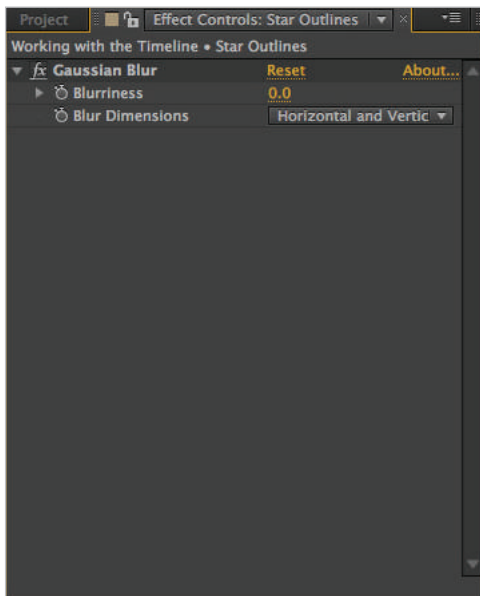 Project Effect Controls: Star Outlines
Working with the Timeline • Star Outlines
fx Gaussian Blur Reset About...
Blurriness 0.0
Blur Dimensions Horizontal and Vertic